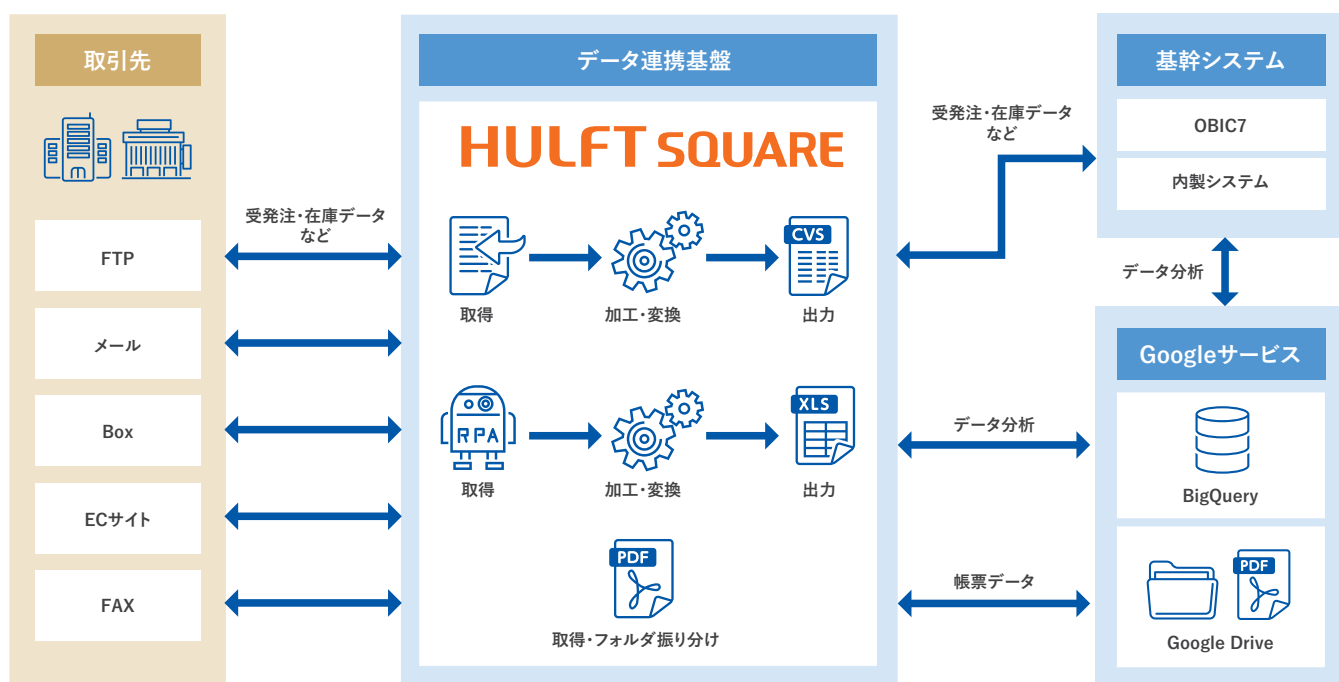 取引先
FTP
メール
Box
ECサイト
FAX
受発注・在庫データ
など
データ連携基盤
HULFT SQUARE
CVS
取得
加工・変換
出力
RPA
XLS
取得
加工・変換
出力
PDF
取得・フォルダ振り分け
受発注・在庫データ
など
データ分析
帳票データ
基幹システム
OBIC7
内製システム
データ分析
Googleサービス
BigQuery
PDF
Google Drive